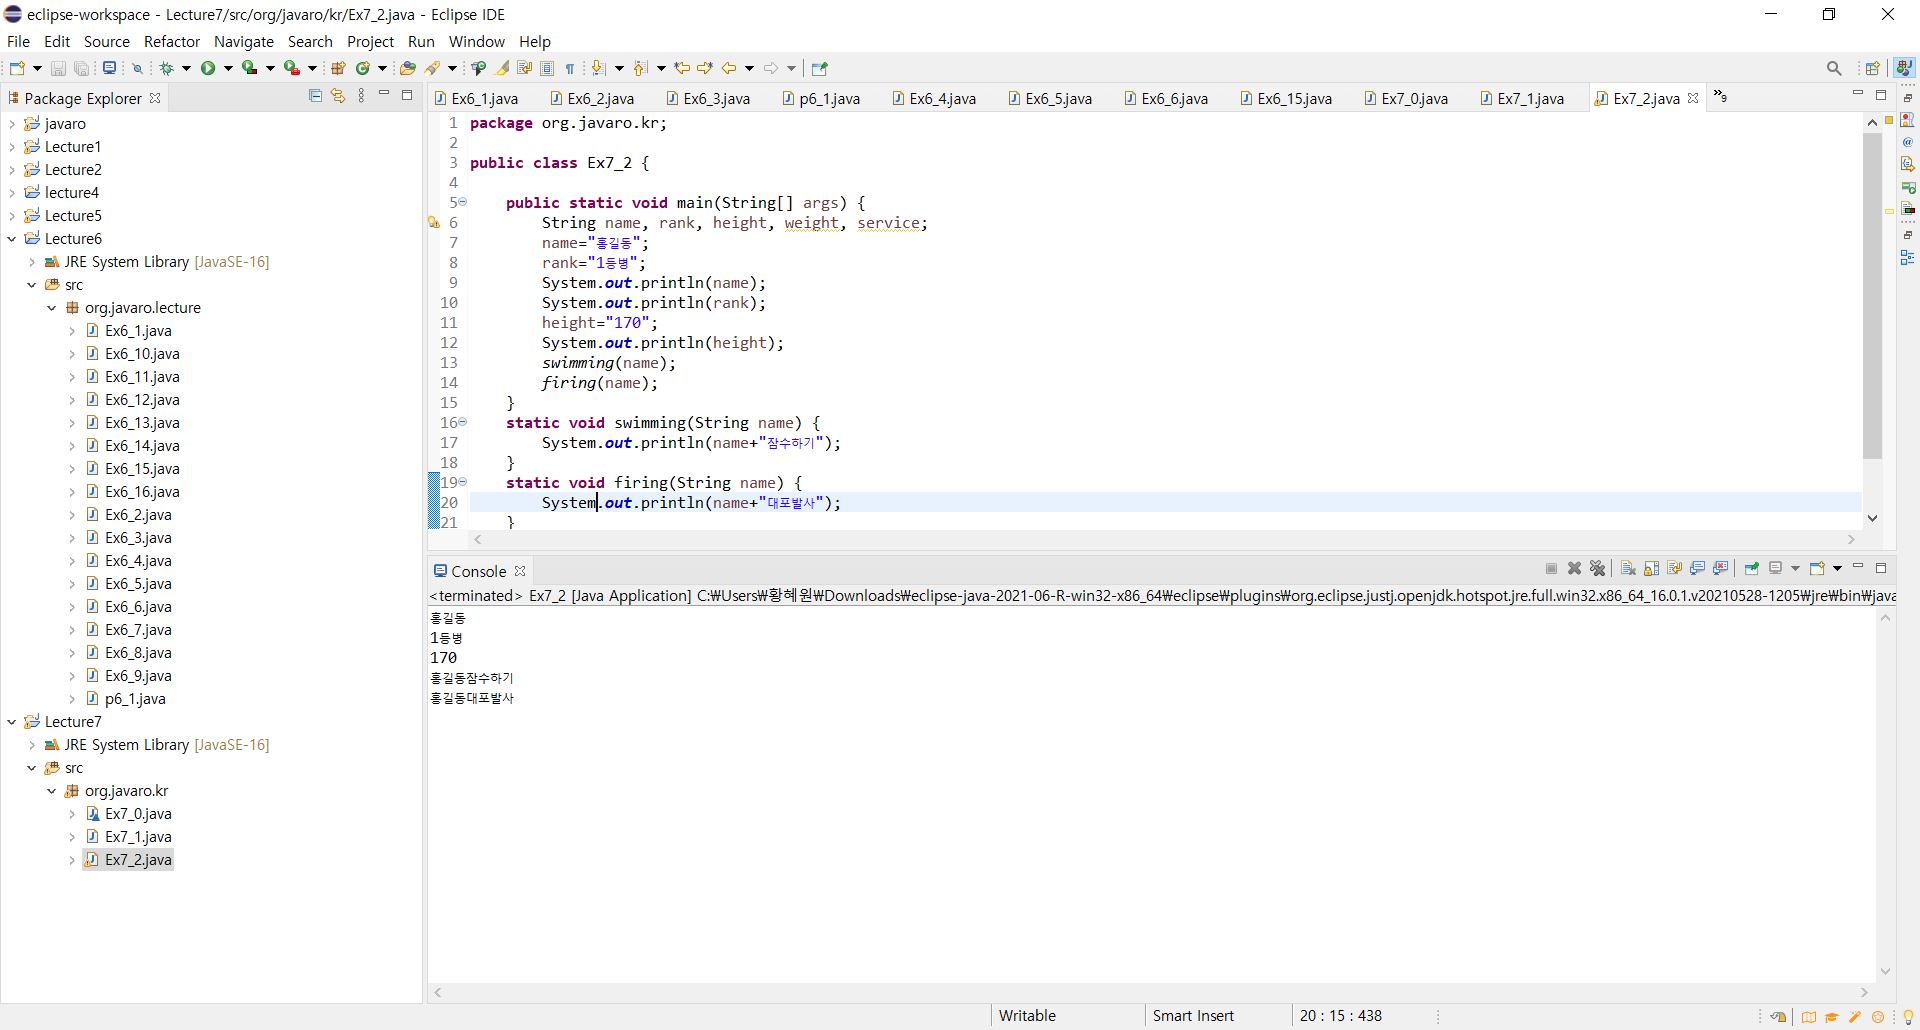 eclipse-workspace - Lecture7/src/org/javaro/kr/Ex7_2.java - Eclipse IDE
File Edit Source Refactor Navigate Search Project Run Window Help
Package Explorer
javaro
Lecture1
Lecture2
lecture4
Lecture5
Lecture6
JRE System Library [JavaSE-16]
src
org.javaro.lecture
Ex6_1.java
Ex6_10.java
Ex6_11.java
Ex6_12.java
Ex6_13.java
Ex6_14.java
Ex6_15.java
Ex6_16.java
Ex6_2.java
Ex6_3.java
Ex6_4.java
Ex6_5.java
Ex6_6.java
Ex6_7.java
Ex6_8.java
Ex6_9.java
p6_1.java
Lecture7
JRE System Library [JavaSE-16]
src
org.javaro.kr
Ex7_0.java
Ex7_1.java
Ex7_2.java
Ex6_1.java Ex6_2.java Ex6_3.java p6_1.java Ex6_4.java Ex6_5.java Ex6_6.java Ex6_15.java Ex7_0.java Ex7_1.java Ex7_2.java »9
1 package org.javaro.kr;
2
3 public class Ex7_2 {
4
5 public static void main(String[] args) {
6 String name, rank, height, weight, service;
7 name="홍길동";
8 rank="1등병";
9 System.out.println(name);
10 System.out.println(rank);
11 height="170";
12 System.out.println(height);
13 swimming(name);
14 firing(name);
15 }
16 static void swimming(String name) {
17 System.out.println(name+"잠수하기");
18 }
19 static void firing(String name) {
20 System.out.println(name+"대포발사");
21 }
Console
<terminated> Ex7_2 [Java Application] C:₩Users₩황혜원₩Downloads₩eclipse-java-2021-06-R-win32-x86_64₩eclipse₩plugins₩org.eclipse.justj.openjdk.hotspot.jre.full.win32.x86_64_16.0.1.v20210528-1205₩jre₩bin₩java
홍길동
1등병
170
홍길동잠수하기
홍길동대포발사
Writable Smart Insert 20 : 15 : 438